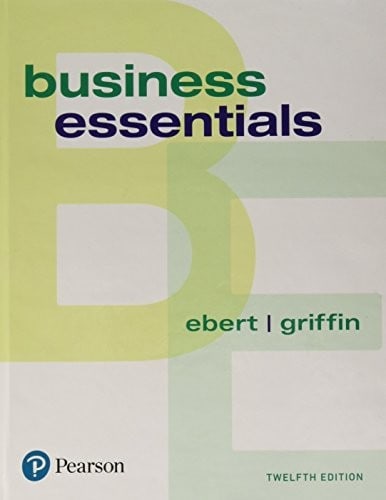 business
essentials
ebert | griffin
Pearson
TWELFTH EDITION